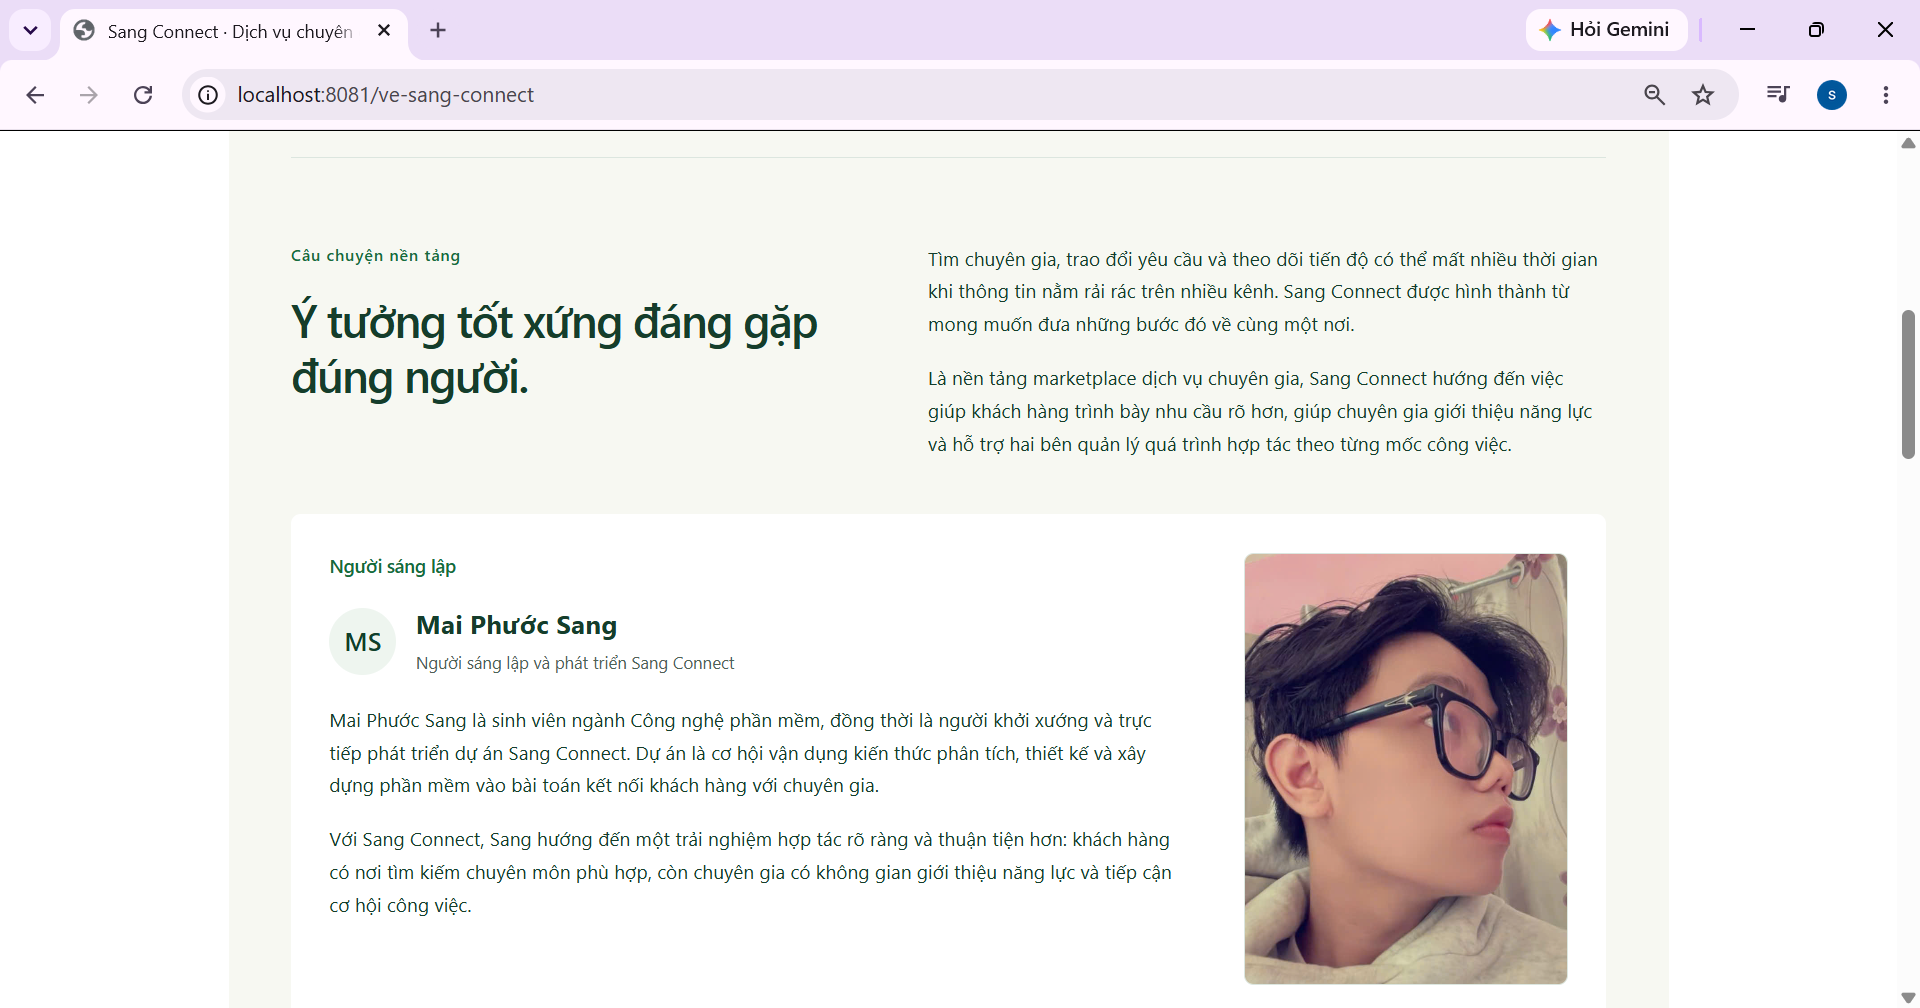 Sang Connect · Dịch vụ chuyên
Hỏi Gemini
localhost:8081/ve-sang-connect
S
Câu chuyện nền tảng
Ý tưởng tốt xứng đáng gặp
đúng người.
Tìm chuyên gia, trao đổi yêu cầu và theo dõi tiến độ có thể mất nhiều thời gian
khi thông tin nằm rải rác trên nhiều kênh. Sang Connect được hình thành từ
mong muốn đưa những bước đó về cùng một nơi.
Là nền tảng marketplace dịch vụ chuyên gia, Sang Connect hướng đến việc
giúp khách hàng trình bày nhu cầu rõ hơn, giúp chuyên gia giới thiệu năng lực
và hỗ trợ hai bên quản lý quá trình hợp tác theo từng mốc công việc.
Người sáng lập
MS
Mai Phước Sang
Người sáng lập và phát triển Sang Connect
Mai Phước Sang là sinh viên ngành Công nghệ phần mềm, đồng thời là người khởi xướng và trực
tiếp phát triển dự án Sang Connect. Dự án là cơ hội vận dụng kiến thức phân tích, thiết kế và xây
dựng phần mềm vào bài toán kết nối khách hàng với chuyên gia.
Với Sang Connect, Sang hướng đến một trải nghiệm hợp tác rõ ràng và thuận tiện hơn: khách hàng
có nơi tìm kiếm chuyên môn phù hợp, còn chuyên gia có không gian giới thiệu năng lực và tiếp cận
cơ hội công việc.